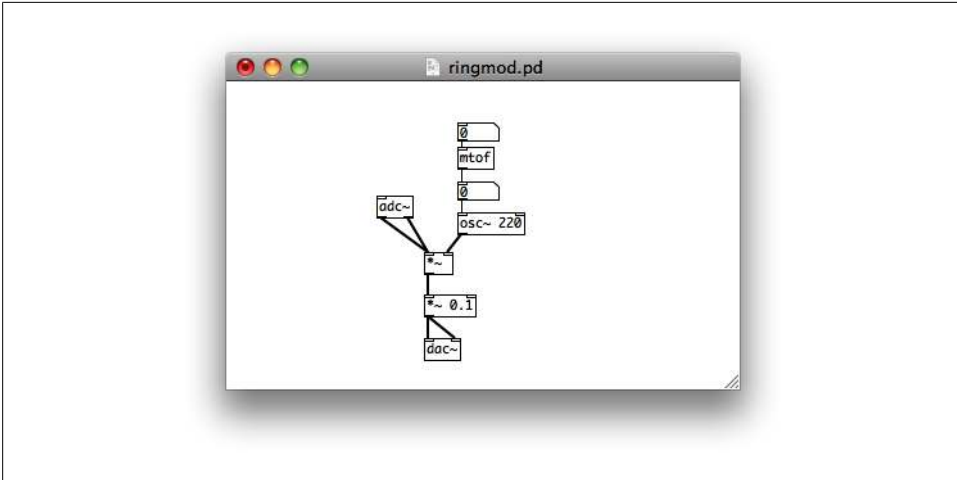 ringmod.pd
0
mtof
0
adc~
osc~ 220
*~
*~ 0.1
dac~